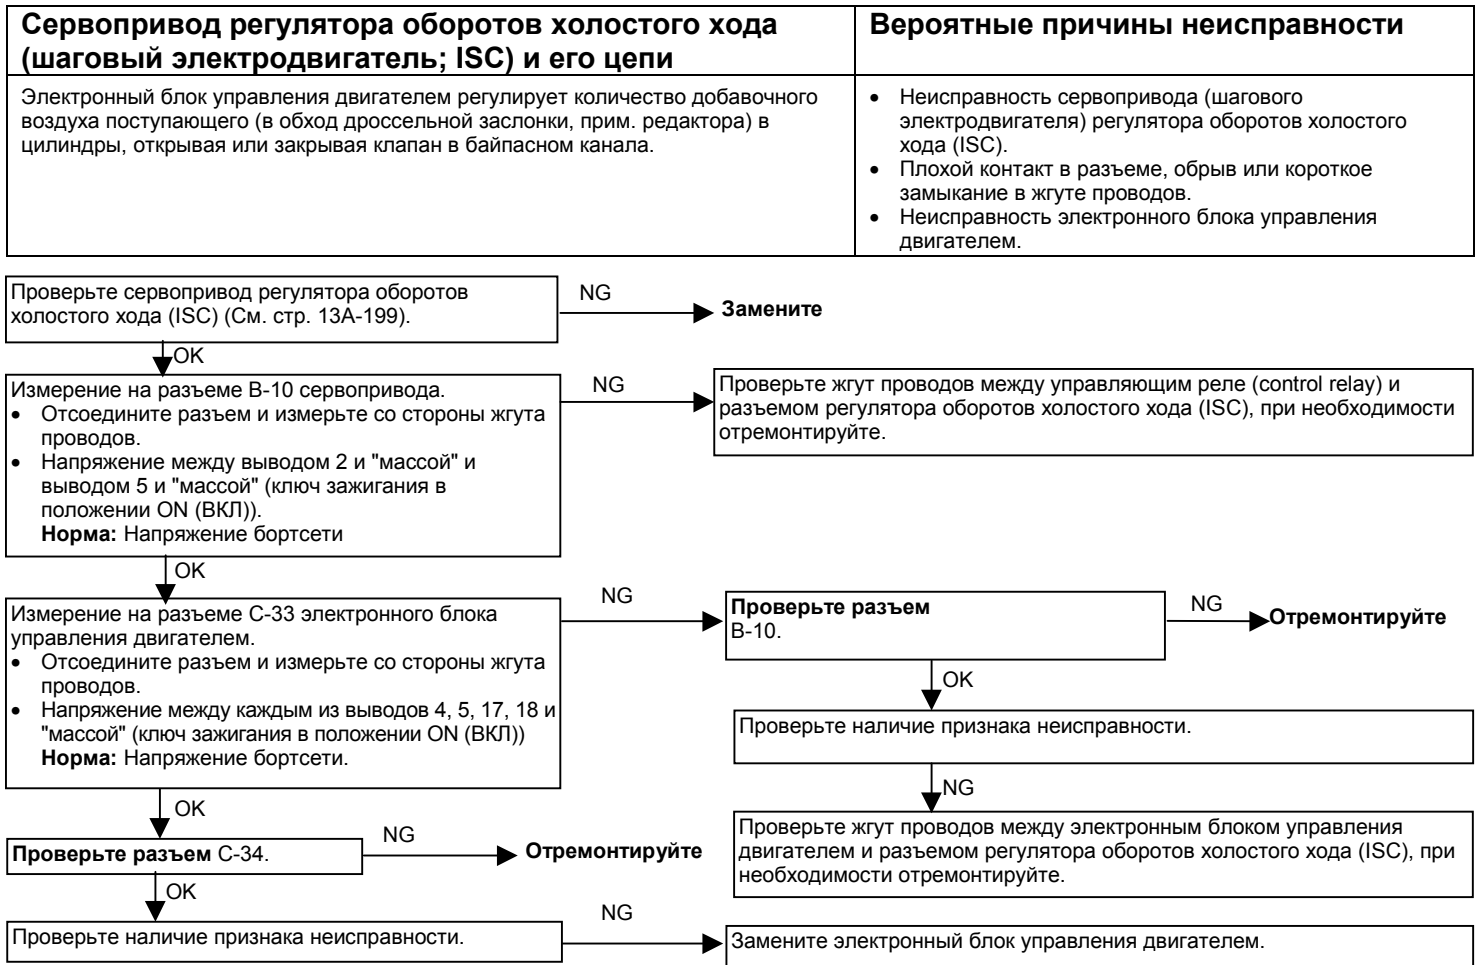 Сервопривод регулятора оборотов холостого хода
(шаговый электродвигатель; ISC) и его цепи
Вероятные причины неисправности
Электронный блок управления двигателем регулирует количество добавочного
воздуха поступающего (в обход дроссельной заслонки, прим. редактора) в
цилиндры, открывая или закрывая клапан в байпасном канала.
• Неисправность сервопривода (шагового
электродвигателя) регулятора оборотов холостого
хода (ISC).
• Плохой контакт в разъеме, обрыв или короткое
замыкание в жгуте проводов.
• Неисправность электронного блока управления
двигателем.
Проверьте сервопривод регулятора оборотов
холостого хода (ISC) (См. стр. 13A-199).
NG
Замените
OK
Измерение на разъеме B-10 сервопривода.
• Отсоедините разъем и измерьте со стороны жгута
проводов.
• Напряжение между выводом 2 и "массой" и
выводом 5 и "массой" (ключ зажигания в
положении ON (ВКЛ)).
Норма: Напряжение бортсети
NG
Проверьте жгут проводов между управляющим реле (control relay) и
разъемом регулятора оборотов холостого хода (ISC), при необходимости
отремонтируйте.
OK
Измерение на разъеме C-33 электронного блока
управления двигателем.
• Отсоедините разъем и измерьте со стороны жгута
проводов.
• Напряжение между каждым из выводов 4, 5, 17, 18 и
"массой" (ключ зажигания в положении ON (ВКЛ))
Норма: Напряжение бортсети.
NG
Проверьте разъем
B-10.
NG
Отремонтируйте
OK
Проверьте наличие признака неисправности.
NG
Проверьте жгут проводов между электронным блоком управления
двигателем и разъемом регулятора оборотов холостого хода (ISC), при
необходимости отремонтируйте.
OK
Проверьте разъем C-34.
NG
Отремонтируйте
OK
Проверьте наличие признака неисправности.
NG
Замените электронный блок управления двигателем.